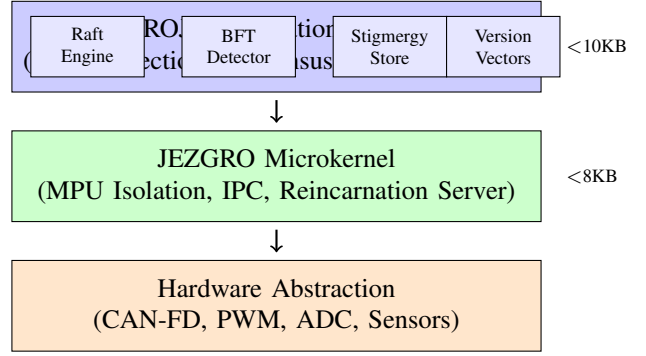 Raft
Engine
BFT
Detector
Stigmergy
Store
Version
Vectors
<10KB
JEZGRO Microkernel
(MPU Isolation, IPC, Reincarnation Server)
<8KB
Hardware Abstraction
(CAN-FD, PWM, ADC, Sensors)